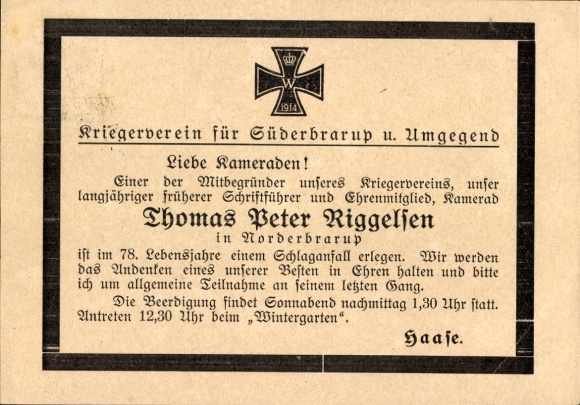 W
1914
Kriegerverein für Süderbrarup u. Umgegend
Liebe Kameraden!
Einer der Mitbegründer unseres Kriegervereins, unser
langjähriger früherer Schriftführer und Ehrenmitglied, Kamerad
Thomas Peter Riggelsen
in Norderbrarup
ist im 78. Lebensjahre einem Schlaganfall erlegen. Wir werden
das Andenken eines unserer Besten in Ehren halten und bitte
ich um allgemeine Teilnahme an seinem letzten Gang.
Die Beerdigung findet Sonnabend nachmittag 1,30 Uhr statt.
Antreten 12,30 Uhr beim „Wintergarten“.
Haase.